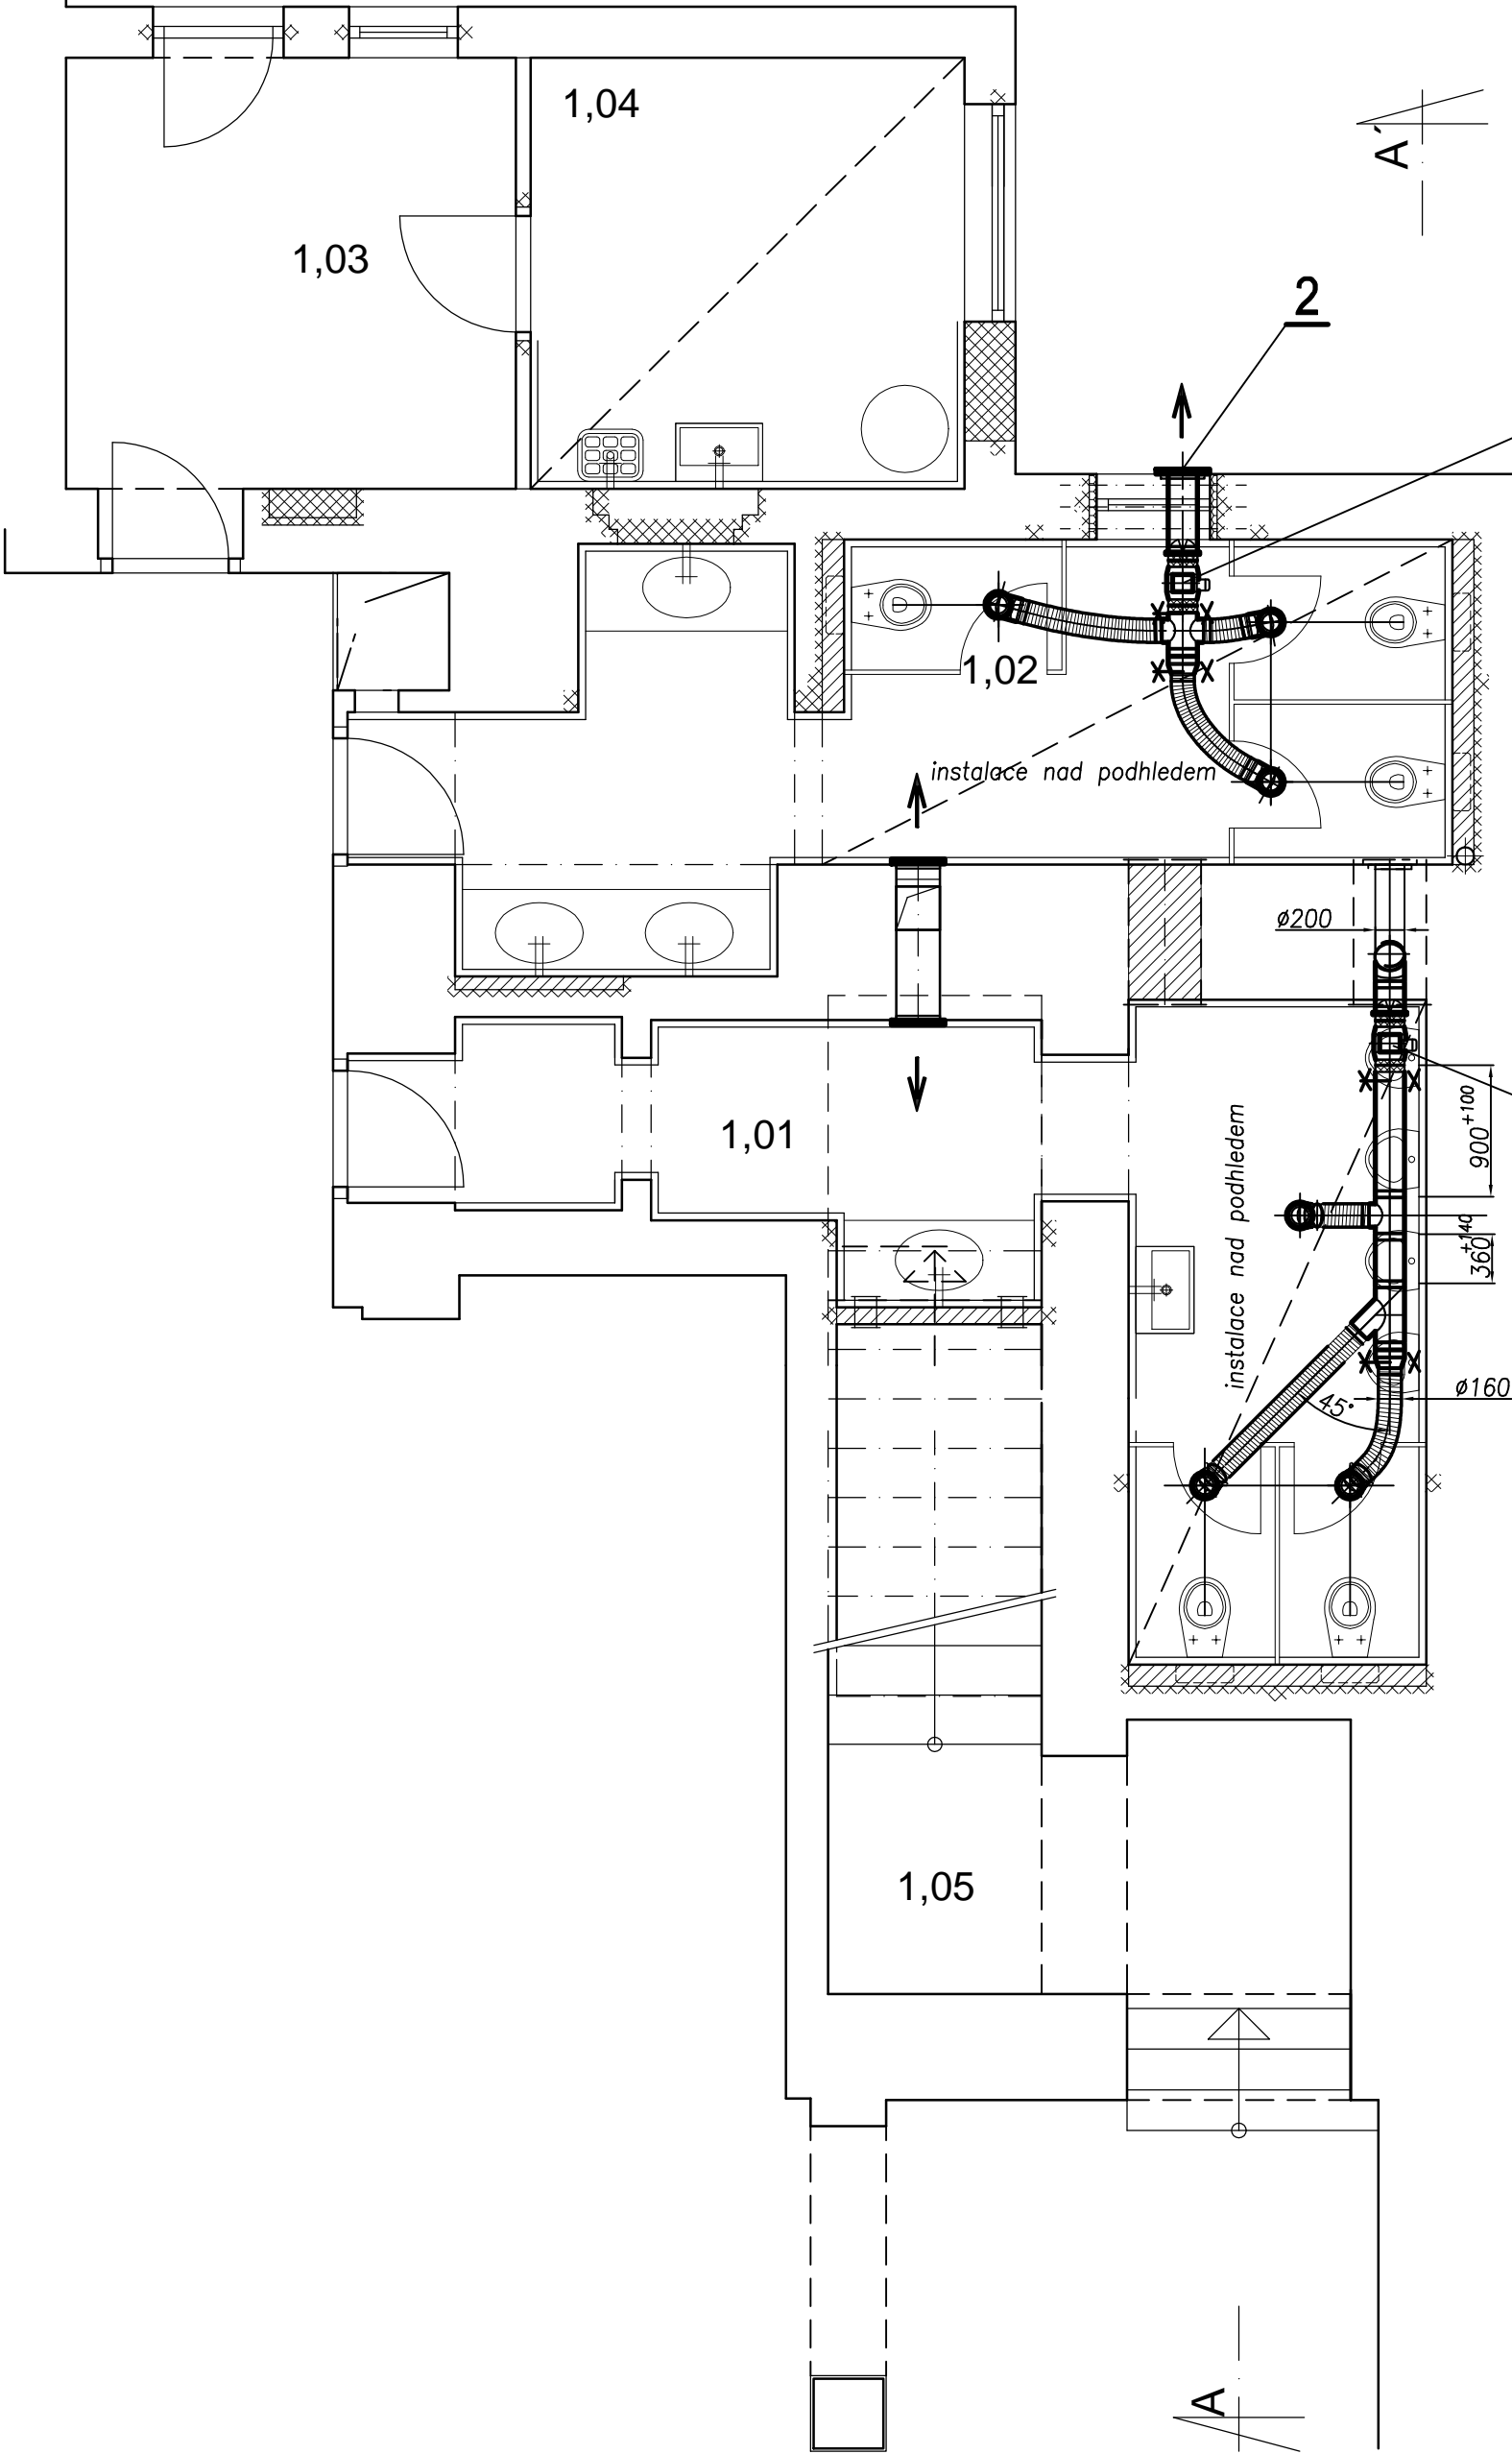 1,04
A´
1,03
2
1,02
instalace nad podhledem
ø200
900+100
1,01
instalace nad podhledem
360+140
ø160
45°
1,05
A